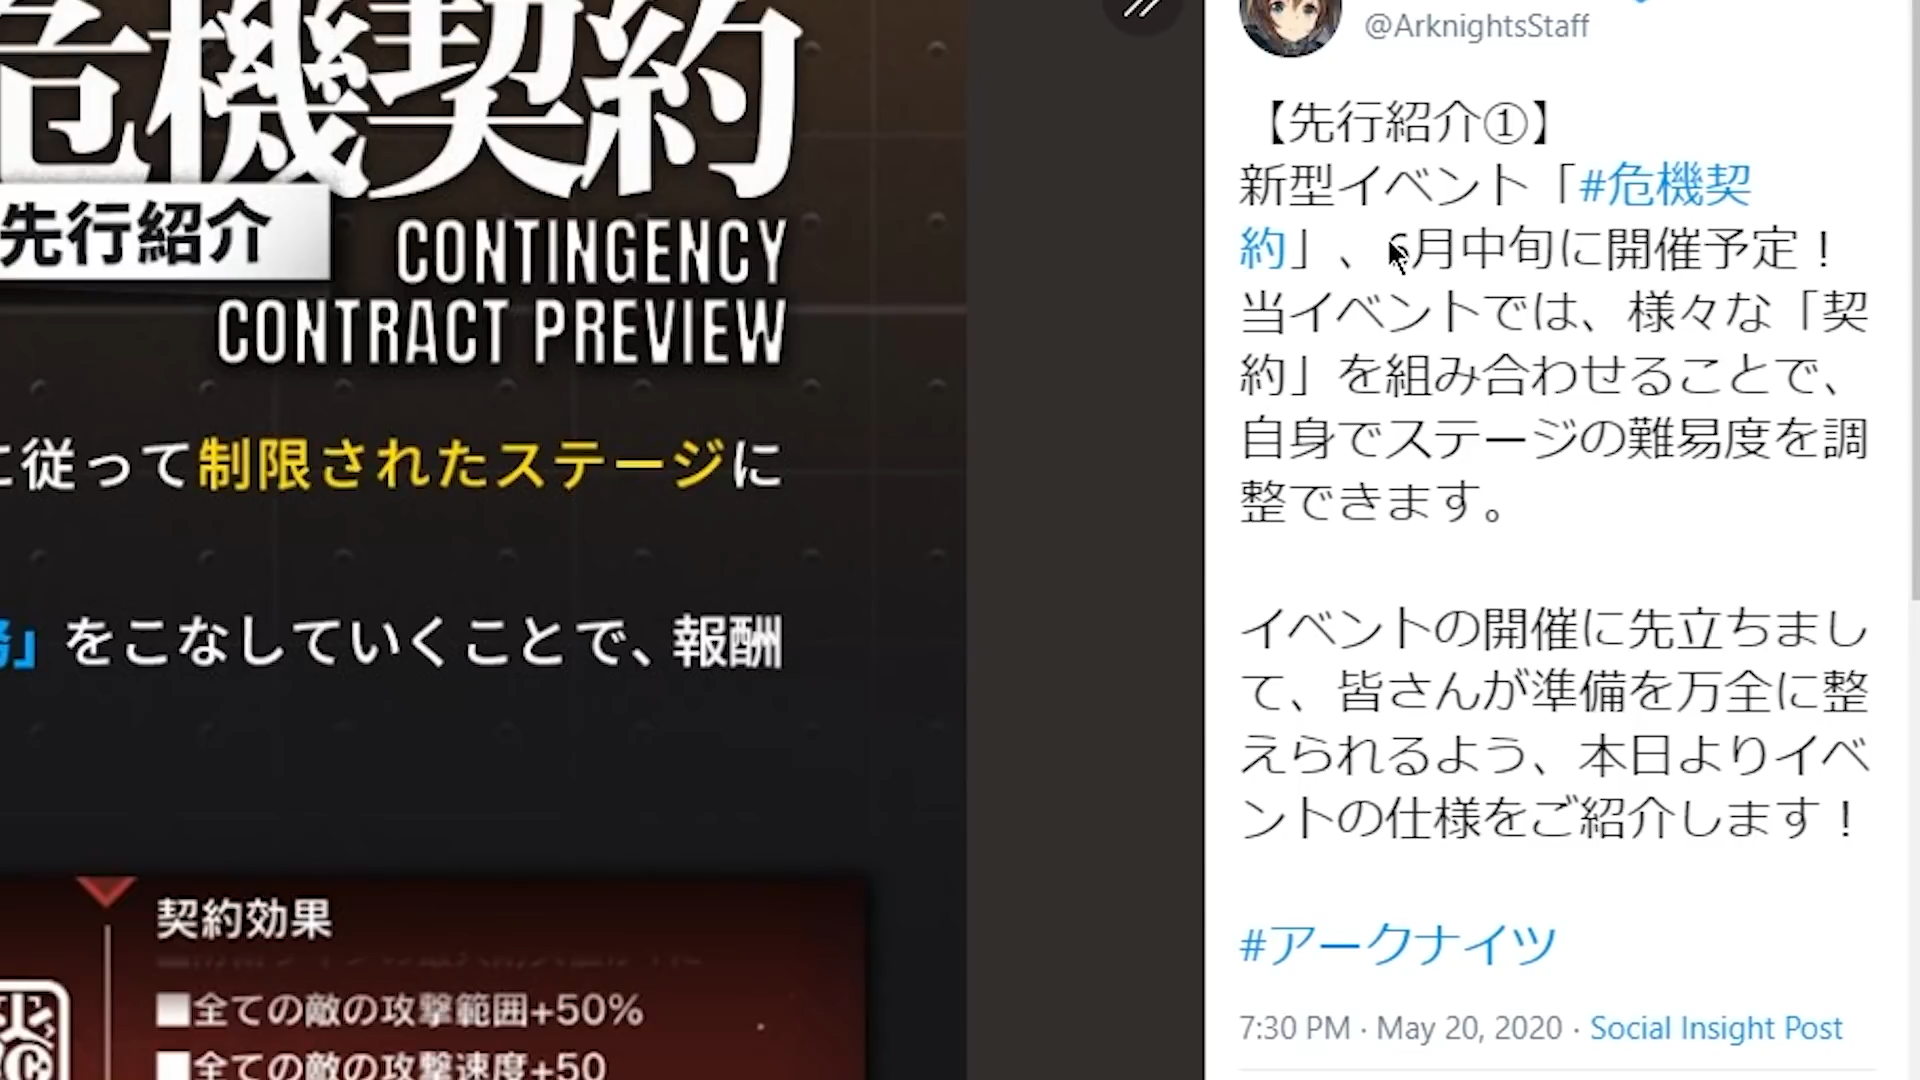 危機契約
先行紹介
CONTINGENCY
CONTRACT PREVIEW
に従って制限されたステージに
務」をこなしていくことで、報酬
契約効果
■全ての敵の攻撃範囲+50%
■全ての敵の攻撃速度+50
@ArknightsStaff
【先行紹介①】
新型イベント「#危機契
約」、6月中旬に開催予定！
当イベントでは、様々な「契
約」を組み合わせることで、
自身でステージの難易度を調
整できます。
イベントの開催に先立ちまし
て、皆さんが準備を万全に整
えられるよう、本日よりイベ
ントの仕様をご紹介します！
#アークナイツ
7:30 PM · May 20, 2020 · Social Insight Post